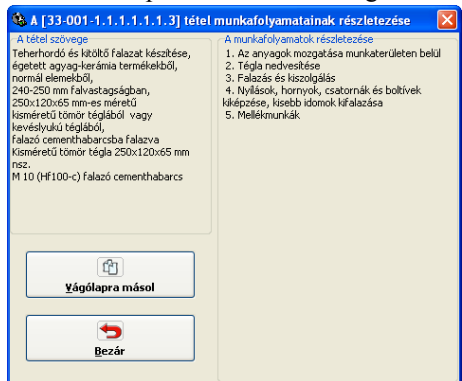 A [33-001-1.1.1.1.1.1.3] tétel munkafolyamatainak részletezése
A tétel szövege
Teherhordó és kitöltő falazat készítése,
égetett agyag-kerámia termékekből,
normál elemekből,
240-250 mm falvastagságban,
250x120x65 mm-es méretű
kisméretű tömör téglából vagy
kevéslyukú téglából,
falazó cementhabarcsba falazva
Kisméretű tömör tégla 250x120x65 mm
nsz.
M 10 (Hf100-c) falazó cementhabarcs
A munkafolyamatok részletezése
1. Az anyagok mozgatása munkaterületen belül
2. Tégla nedvesítése
3. Falazás és kiszolgálás
4. Nyílások, hornyok, csatornák és boltívek
kiképzése, kisebb idomok kifalazása
5. Mellékmunkák
Vágólapra másol
Bezár